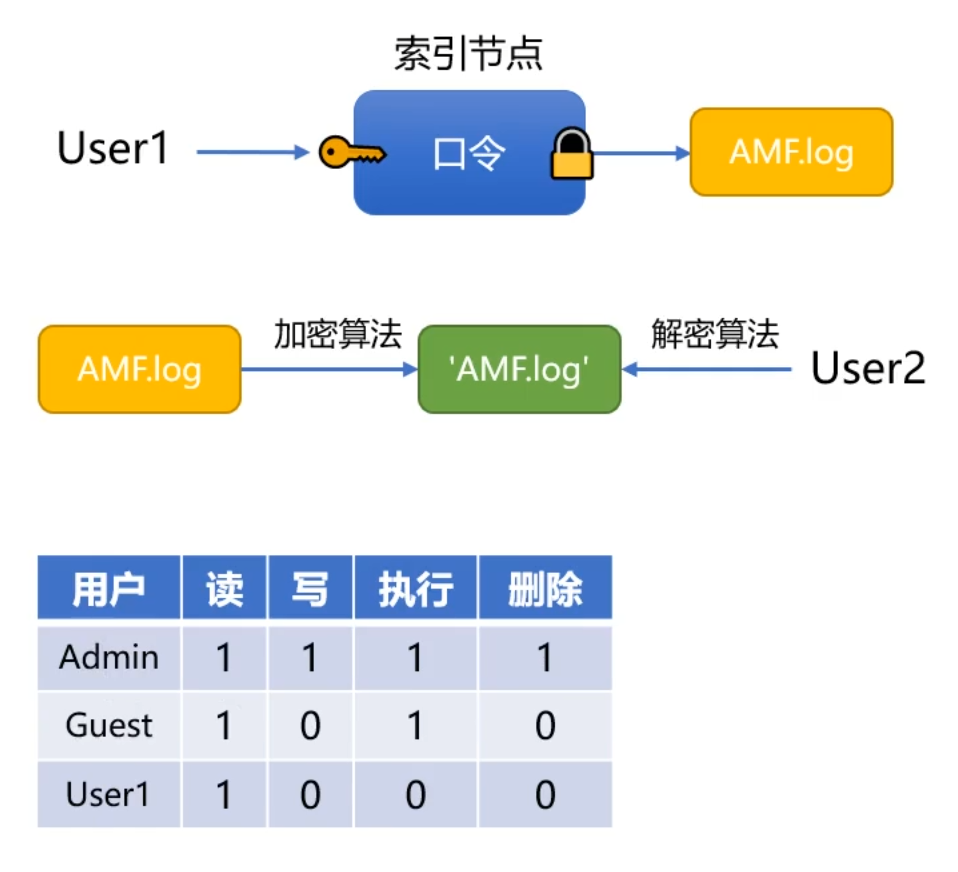 索引节点
User1
口令
AMF.log
AMF.log
加密算法
'AMF.log'
解密算法
User2
用户 读 写 执行 删除
Admin 1 1 1 1
Guest 1 0 1 0
User1 1 0 0 0